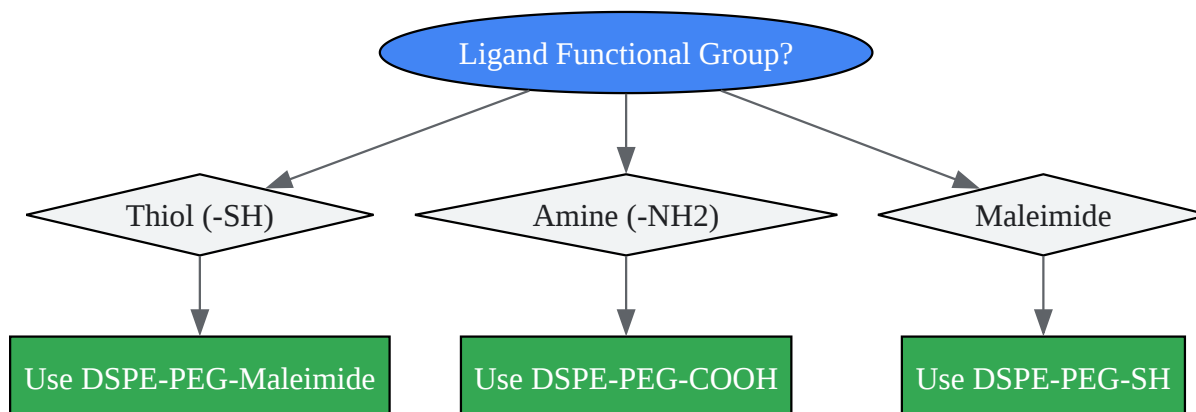 Ligand Functional Group?
Thiol (-SH)
Amine (-NH2)
Maleimide
Use DSPE-PEG-Maleimide
Use DSPE-PEG-COOH
Use DSPE-PEG-SH